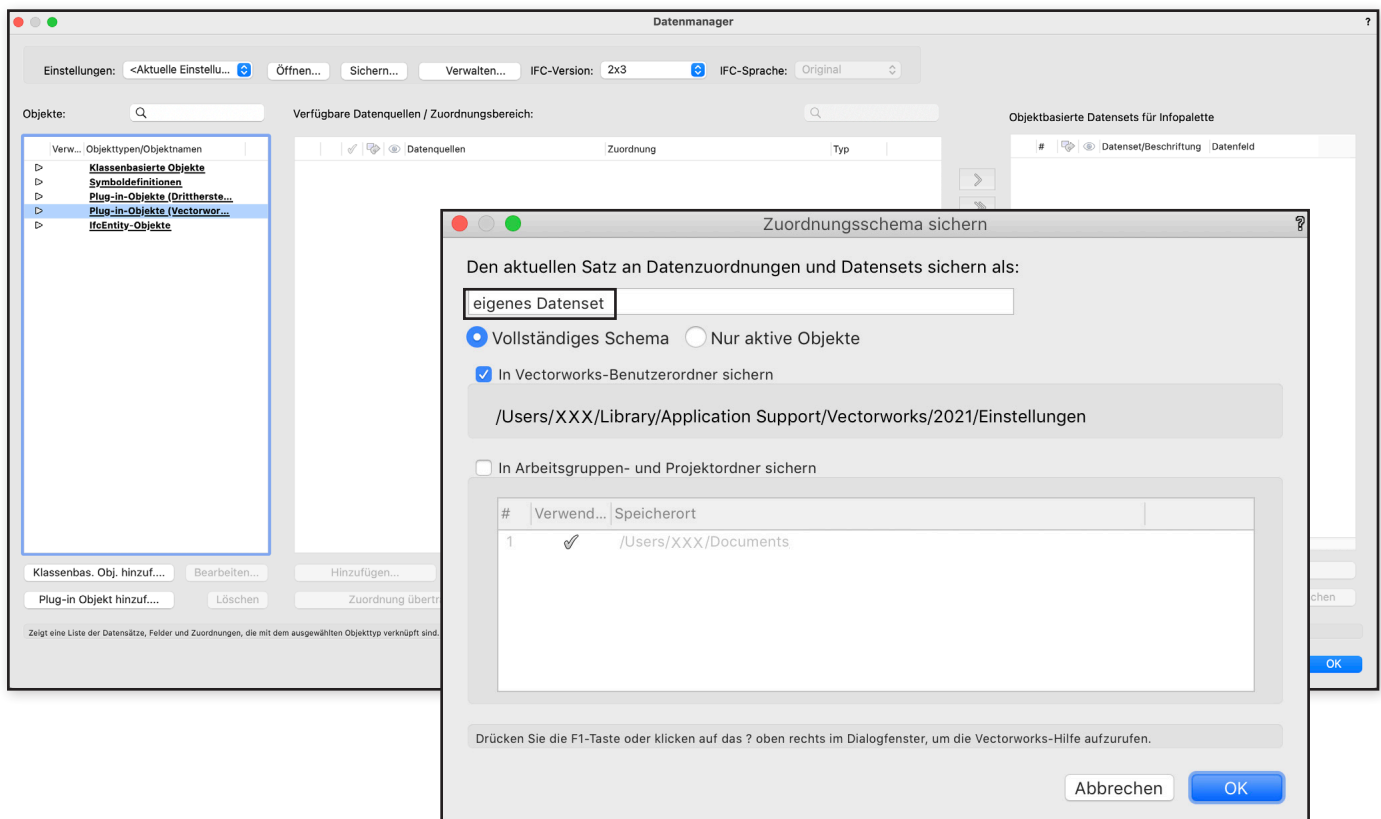 Datenmanager ?
Einstellungen: <Aktuelle Einstellu... Öffnen... Sichern... Verwalten... IFC-Version: 2x3 IFC-Sprache: Original
Objekte: Verfügbare Datenquellen / Zuordnungsbereich: Objektbasierte Datensets für Infopalette
Verw... Objekttypen/Objektnamen Datenquellen Zuordnung Typ # Datenset/Beschriftung Datenfeld
Klassenbasierte Objekte
Symboldefinitionen
Plug-in-Objekte (Drittherste...
Plug-in-Objekte (Vectorwor...
IfcEntity-Objekte
Klassenbas. Obj. hinzuf.... Bearbeiten... Hinzufügen...
Plug-in Objekt hinzuf.... Löschen Zuordnung übertr chen
Zeigt eine Liste der Datensätze, Felder und Zuordnungen, die mit dem ausgewählten Objekttyp verknüpft sind.
OK
Zuordnungsschema sichern ?
Den aktuellen Satz an Datenzuordnungen und Datensets sichern als:
eigenes Datenset
Vollständiges Schema Nur aktive Objekte
In Vectorworks-Benutzerordner sichern
/Users/XXX/Library/Application Support/Vectorworks/2021/Einstellungen
In Arbeitsgruppen- und Projektordner sichern
# Verwend... Speicherort
1 /Users/XXX/Documents
Drücken Sie die F1-Taste oder klicken auf das ? oben rechts im Dialogfenster, um die Vectorworks-Hilfe aufzurufen.
Abbrechen OK